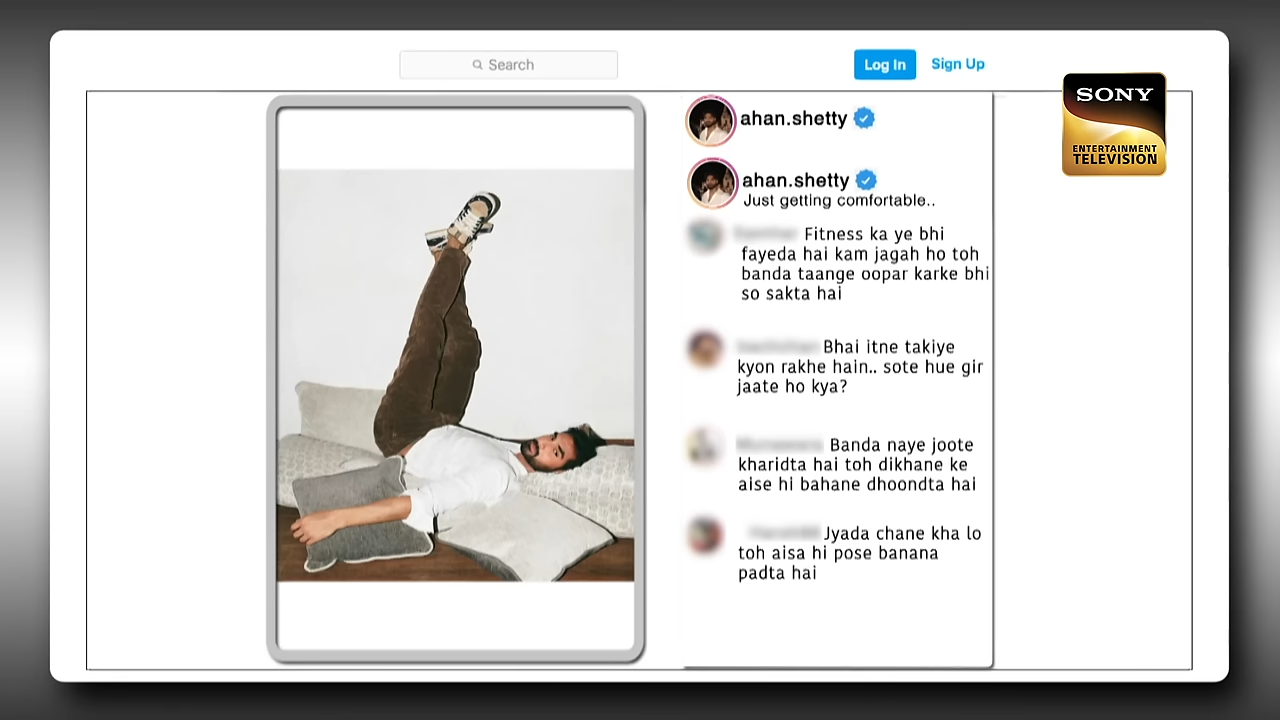 Search
Log In
Sign Up
SONY
ENTERTAINMENT
TELEVISION
ahan.shetty
ahan.shetty
Just getting comfortable..
Fitness ka ye bhi
fayeda hai kam jagah ho toh
banda taange oopar karke bhi
so sakta hai
Bhai itne takiye
kyon rakhe hain.. sote hue gir
jaate ho kya?
Banda naye joote
kharidta hai toh dikhane ke
aise hi bahane dhoondta hai
Jyada chane kha lo
toh aisa hi pose banana
padta hai